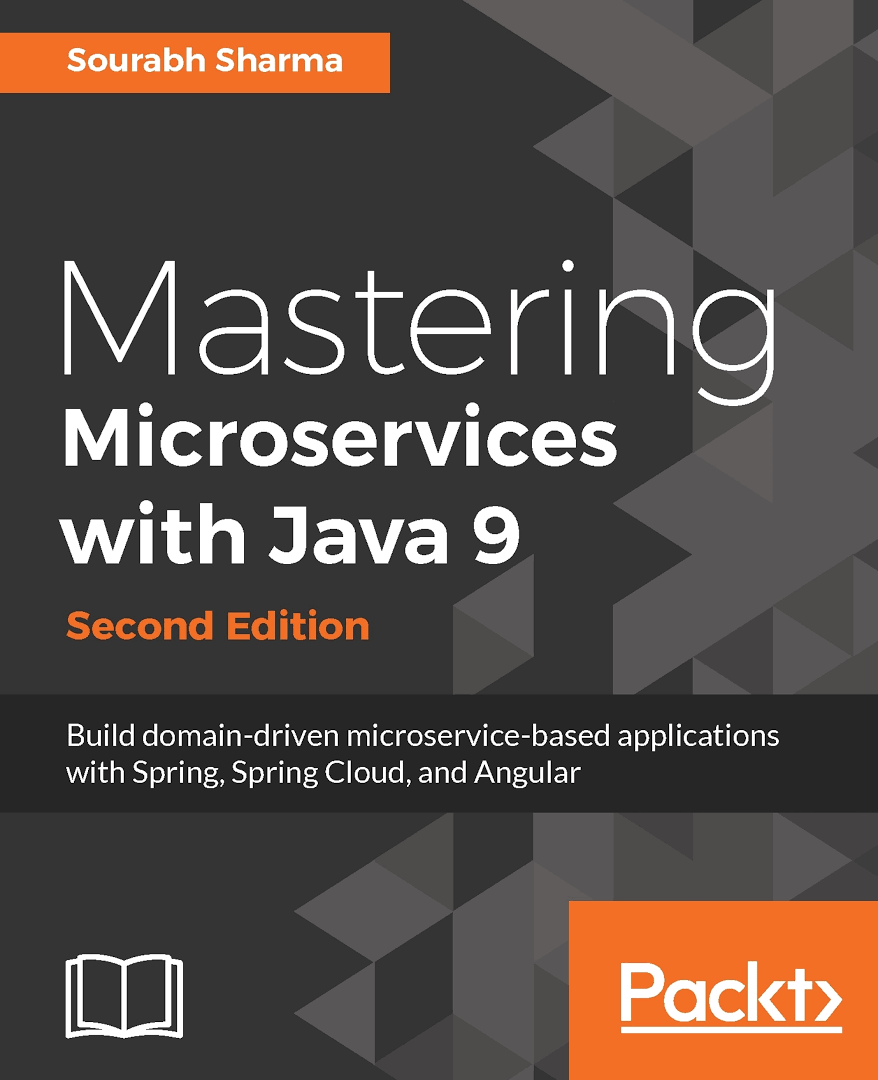 Sourabh Sharma
Mastering
Microservices
with Java 9
Second Edition
Build domain-driven microservice-based applications
with Spring, Spring Cloud, and Angular
Packt>